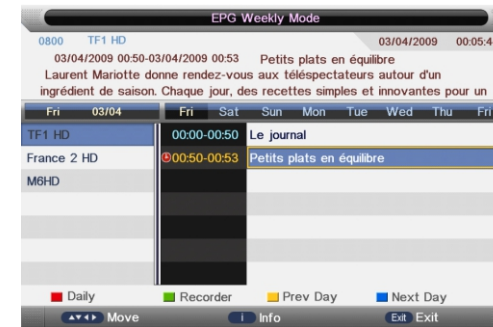 EPG Weekly Mode
0800 TF1 HD 03/04/2009 00:05:4
03/04/2009 00:50-03/04/2009 00:53 Petits plats en équilibre
Laurent Mariotte donne rendez-vous aux téléspectateurs autour d'un
ingrédient de saison. Chaque jour, des recettes simples et innovantes pour un
Fri 03/04 Fri Sat Sun Mon Tue Wed Thu Fri
TF1 HD 00:00-00:50 Le journal
France 2 HD 00:50-00:53 Petits plats en équilibre
M6HD
Daily Recorder Prev Day Next Day
Move i Info Exit Exit